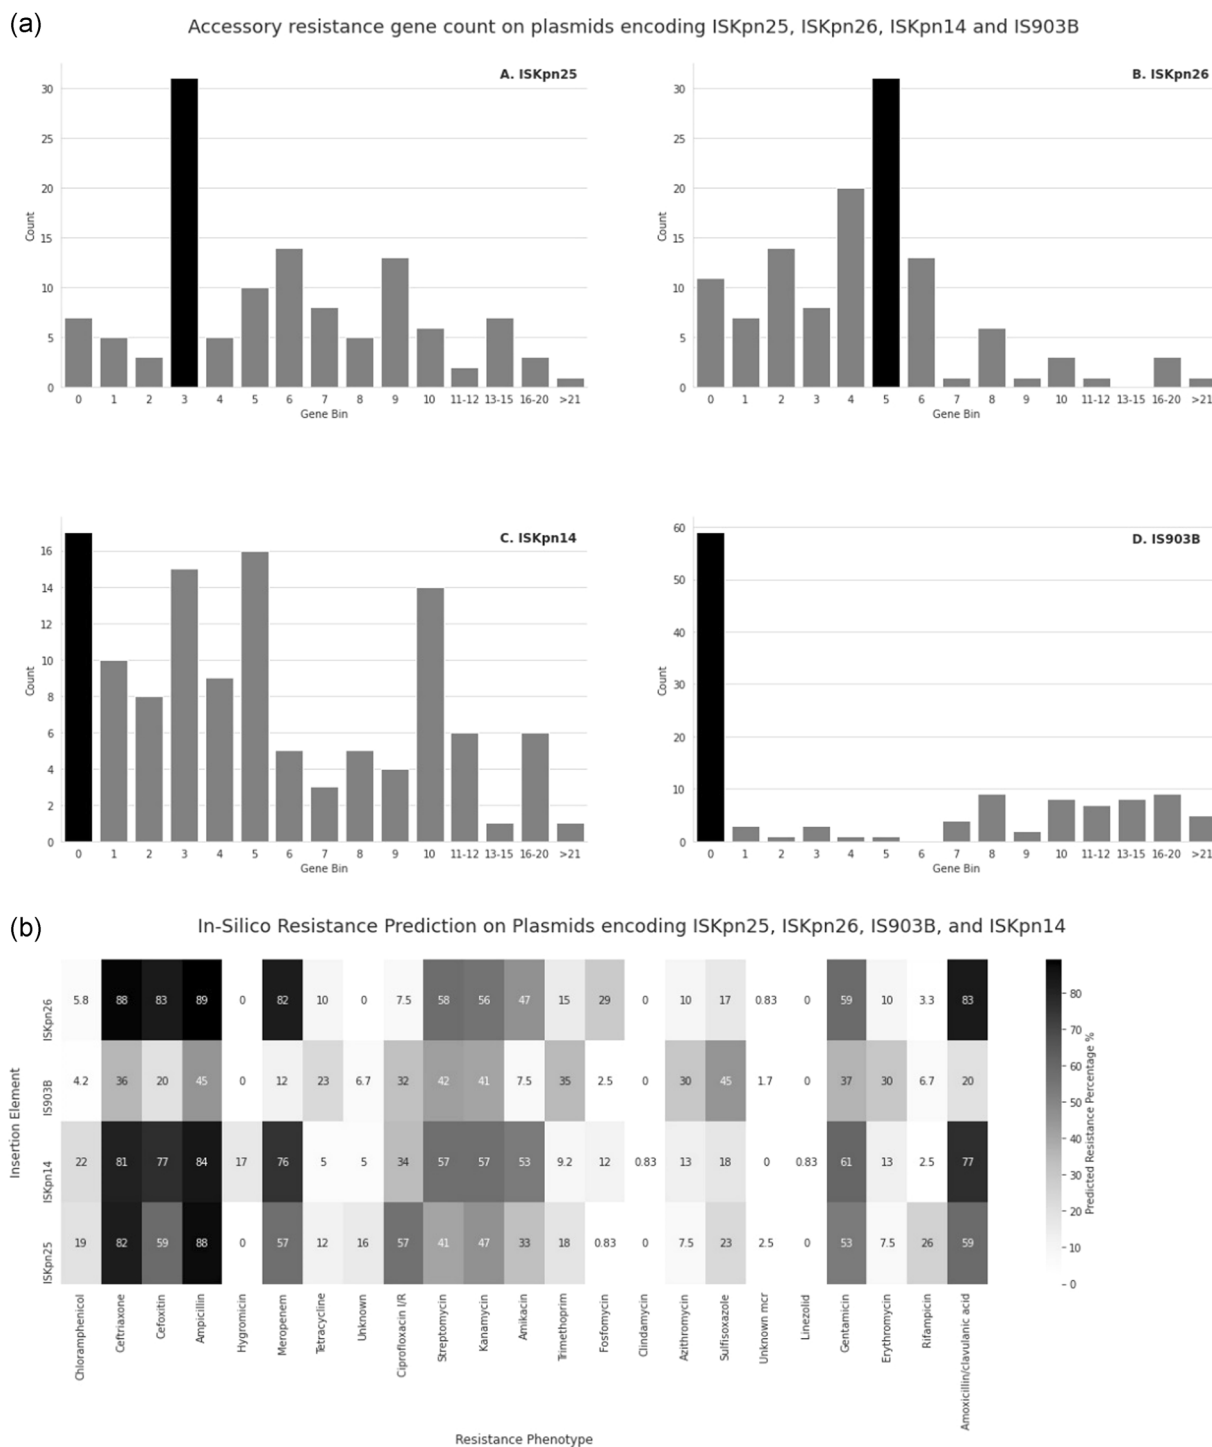 (a)
Accessory resistance gene count on plasmids encoding ISKpn25, ISKpn26, ISKpn14 and IS903B
A. ISKpn25
30
25
20
15
10
5
0
Count
0 1 2 3 4 5 6 7 8 9 10 11-12 13-15 16-20 >21
Gene Bin
B. ISKpn26
30
25
20
15
10
5
0
Count
0 1 2 3 4 5 6 7 8 9 10 11-12 13-15 16-20 >21
Gene Bin
C. ISKpn14
16
14
12
10
8
6
4
2
0
Count
0 1 2 3 4 5 6 7 8 9 10 11-12 13-15 16-20 >21
Gene Bin
D. IS903B
60
50
40
30
20
10
0
Count
0 1 2 3 4 5 6 7 8 9 10 11-12 13-15 16-20 >21
Gene Bin
(b)
In-Silico Resistance Prediction on Plasmids encoding ISKpn25, ISKpn26, IS903B, and ISKpn14
Insertion Element
ISKpn26 5.8 88 83 89 0 82 10 0 7.5 58 56 47 15 29 0 10 17 0.83 0 59 10 3.3 83
IS903B 4.2 36 20 45 0 12 23 6.7 32 42 41 7.5 35 2.5 0 30 45 1.7 0 37 30 6.7 20
ISKpn14 22 81 77 84 17 76 5 5 34 57 57 53 9.2 12 0.83 13 18 0 0.83 61 13 2.5 77
ISKpn25 19 82 59 88 0 57 12 16 57 41 47 33 18 0.83 0 7.5 23 2.5 0 53 7.5 26 59
Chloramphenicol
Ceftriaxone
Cefoxitin
Ampicillin
Hygromicin
Meropenem
Tetracycline
Unknown
Ciprofloxacin I/R
Streptomycin
Kanamycin
Amikacin
Trimethoprim
Fosfomycin
Clindamycin
Azithromycin
Sulfisoxazole
Unknown mcr
Linezolid
Gentamicin
Erythromycin
Rifampicin
Amoxicillin/clavulanic acid
Resistance Phenotype
80
70
60
50
40
30
20
10
0
Predicted Resistance Percentage %